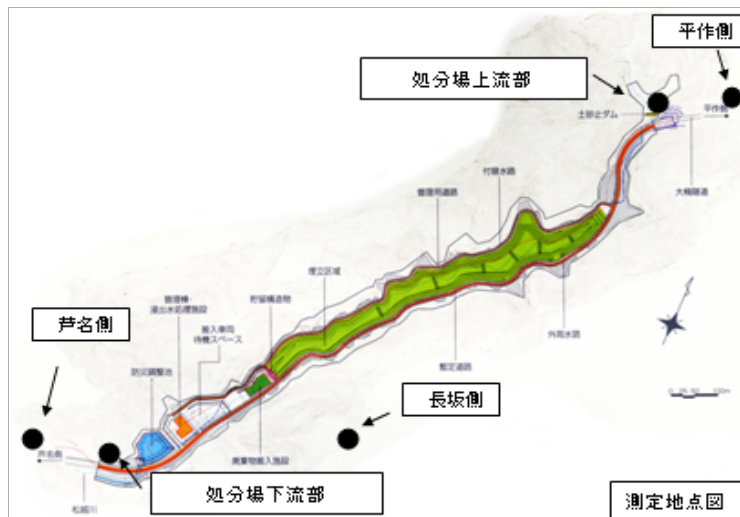 平作側
処分場上流部
土砂止ダム
平作側
大楠隧道
付替水路
管理用道路
埋立区域
貯留構造物
管理棟・
浸出水処理施設
搬入車両
待機スペース
防災調整池
芦名側
外周水路
暫定道路
長坂側
廃棄物搬入施設
芦名側
松越川
処分場下流部
0 25 50 100m
測定地点図